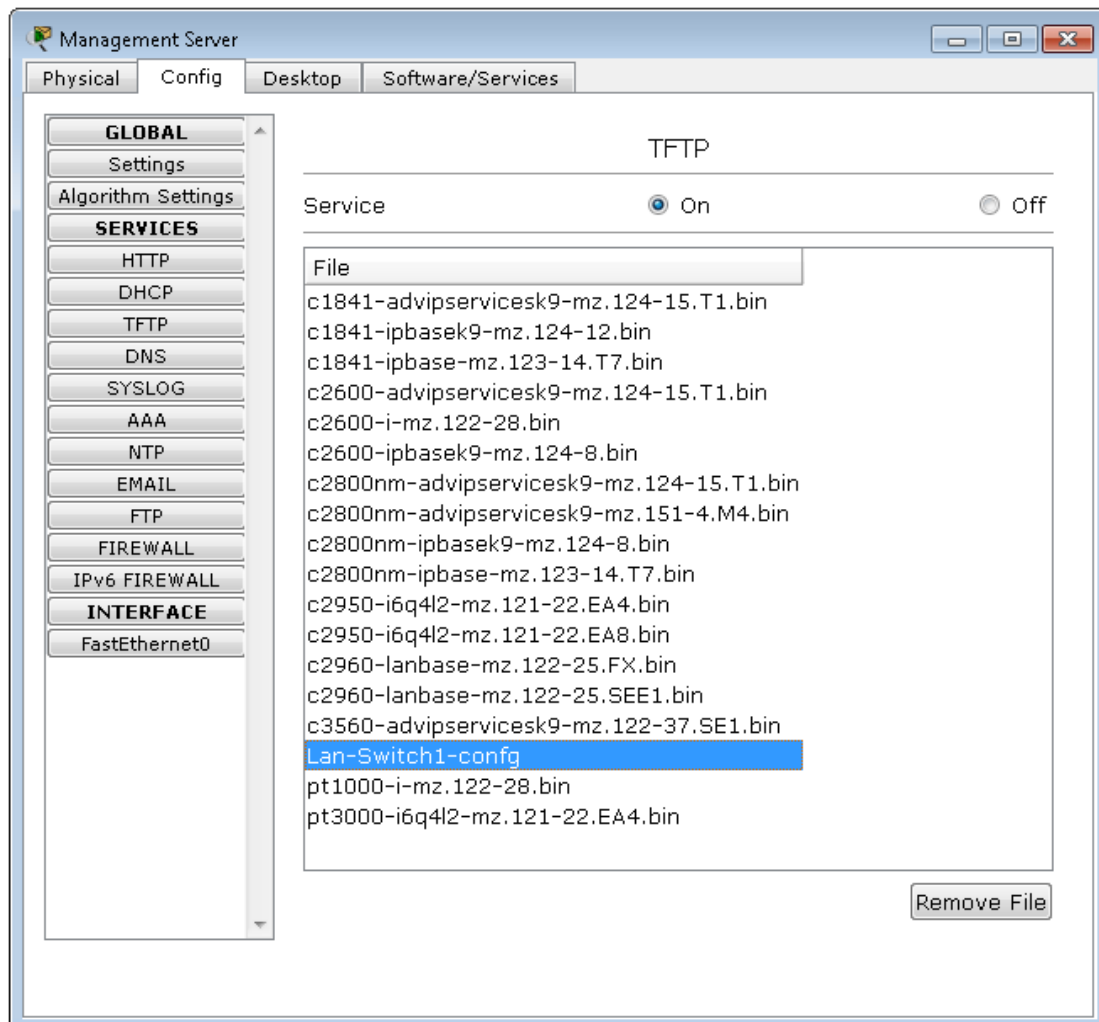 Management Server
Physical Config Desktop Software/Services
GLOBAL
Settings
Algorithm Settings
SERVICES
HTTP
DHCP
TFTP
DNS
SYSLOG
AAA
NTP
EMAIL
FTP
FIREWALL
IPv6 FIREWALL
INTERFACE
FastEthernet0
TFTP
Service On Off
File
c1841-advipservicesk9-mz.124-15.T1.bin
c1841-ipbasek9-mz.124-12.bin
c1841-ipbase-mz.123-14.T7.bin
c2600-advipservicesk9-mz.124-15.T1.bin
c2600-i-mz.122-28.bin
c2600-ipbasek9-mz.124-8.bin
c2800nm-advipservicesk9-mz.124-15.T1.bin
c2800nm-advipservicesk9-mz.151-4.M4.bin
c2800nm-ipbasek9-mz.124-8.bin
c2800nm-ipbase-mz.123-14.T7.bin
c2950-i6q4l2-mz.121-22.EA4.bin
c2950-i6q4l2-mz.121-22.EA8.bin
c2960-lanbase-mz.122-25.FX.bin
c2960-lanbase-mz.122-25.SEE1.bin
c3560-advipservicesk9-mz.122-37.SE1.bin
Lan-Switch1-confg
pt1000-i-mz.122-28.bin
pt3000-i6q4l2-mz.121-22.EA4.bin
Remove File